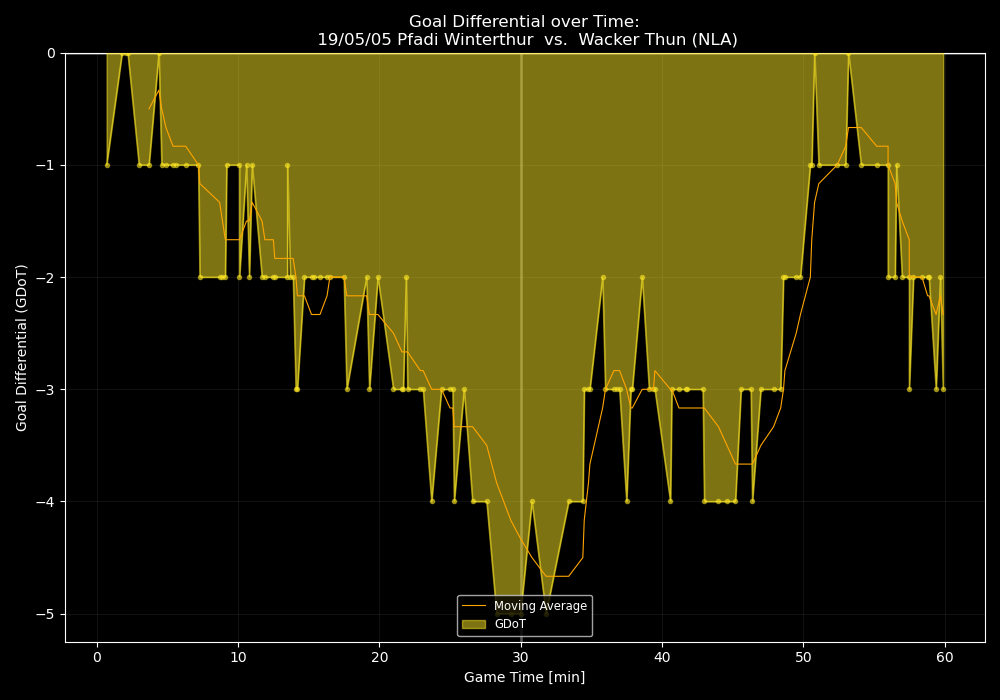 Goal Differential over Time:
19/05/05 Pfadi Winterthur  vs.  Wacker Thun (NLA)
Goal Differential (GDoT)
0
−1
−2
−3
−4
−5
Moving Average
GDoT
0 10 20 30 40 50 60
Game Time [min]